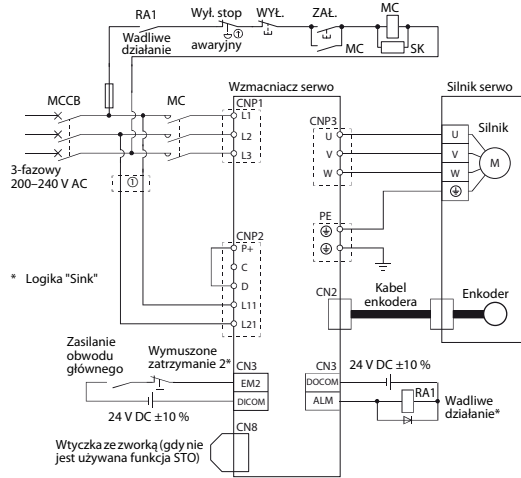 RA1
Wadliwe
działanie
Wył. stop
awaryjny
①
WYŁ.
ZAŁ.
MC
MC
SK
MCCB
MC
3-fazowy
200–240 V AC
①
* Logika "Sink"
Wzmacniacz serwo
CNP1
L1
L2
L3
CNP2
P+
C
D
L11
L21
CNP3
U
V
W
PE
CN2
Silnik serwo
Silnik
U
V
W
M
Kabel
enkodera
Enkoder
Zasilanie
obwodu
głównego
Wymuszone
zatrzymanie 2*
24 V DC ±10 %
CN3
EM2
DICOM
CN3
DOCOM
ALM
24 V DC ±10 %
RA1
Wadliwe
działanie*
CN8
Wtyczka ze zworką (gdy nie
jest używana funkcja STO)